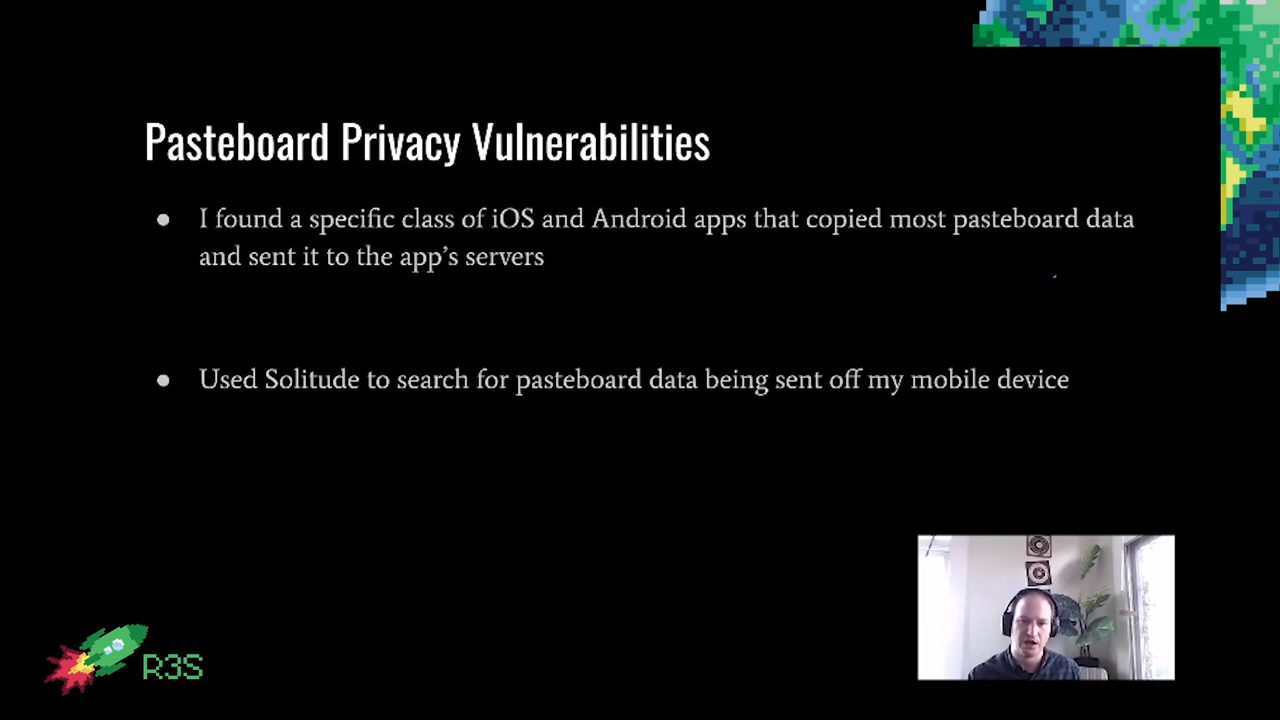 Pasteboard Privacy Vulnerabilities
● I found a specific class of iOS and Android apps that copied most pasteboard data
and sent it to the app’s servers
● Used Solitude to search for pasteboard data being sent off my mobile device
R3S